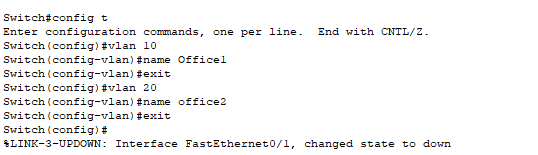 Switch#config t
Enter configuration commands, one per line.  End with CNTL/Z.
Switch(config)#vlan 10
Switch(config-vlan)#name Office1
Switch(config-vlan)#exit
Switch(config)#vlan 20
Switch(config-vlan)#name office2
Switch(config-vlan)#exit
Switch(config)#
%LINK-3-UPDOWN: Interface FastEthernet0/1, changed state to down